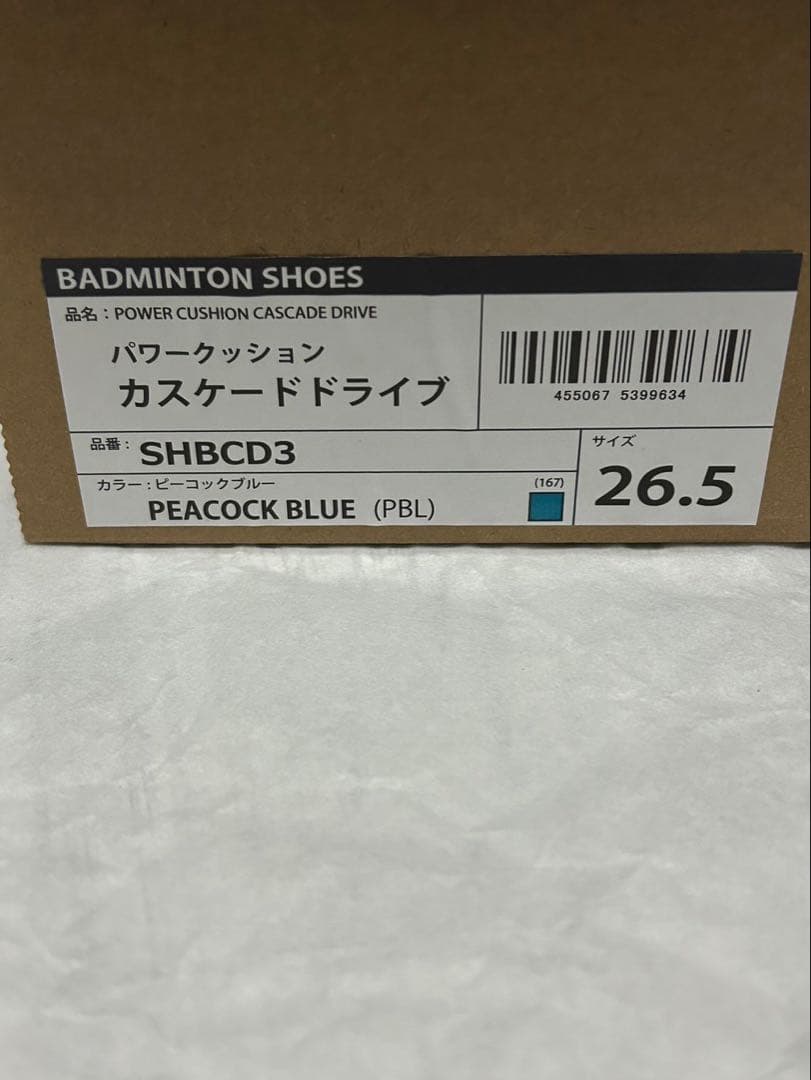 BADMINTON SHOES
品名：POWER CUSHION CASCADE DRIVE
パワークッション
カスケードドライブ
455067 5399634
品番：SHBCD3
カラー：ピーコックブルー
PEACOCK BLUE (PBL)
(167)
サイズ
26.5